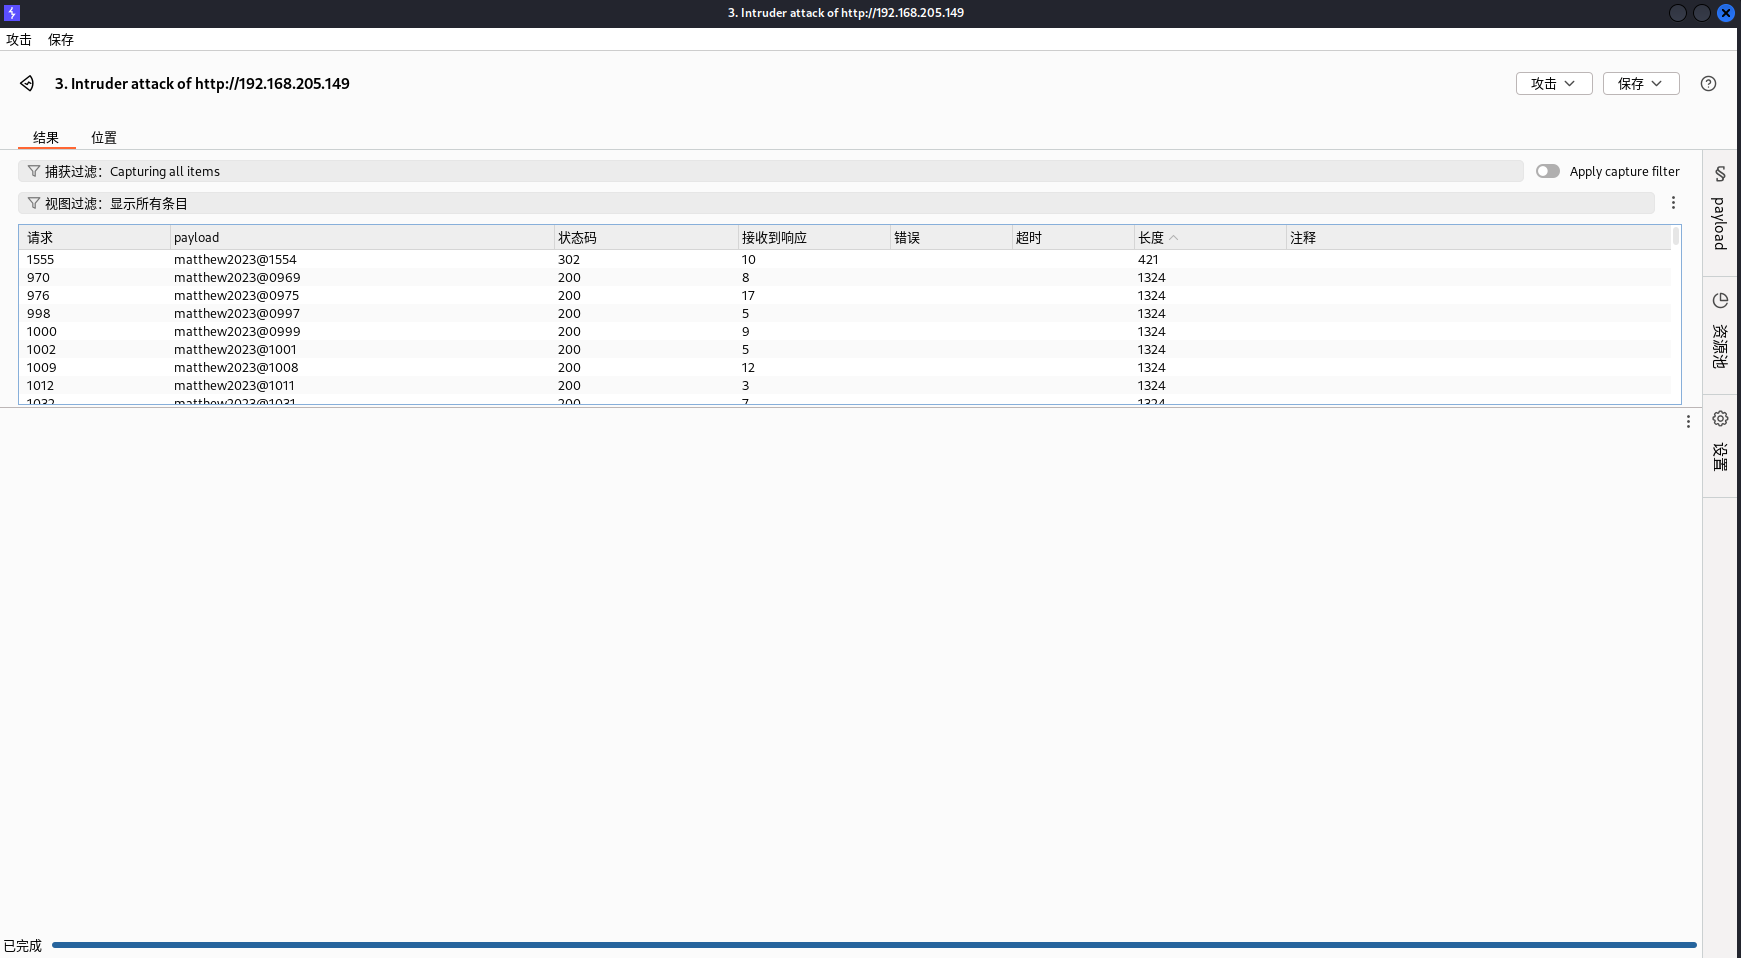 3. Intruder attack of http://192.168.205.149
攻击 保存
3. Intruder attack of http://192.168.205.149 攻击 保存
结果 位置
捕获过滤：Capturing all items Apply capture filter
视图过滤：显示所有条目
请求 payload 状态码 接收到响应 错误 超时 长度 注释
1555 matthew2023@1554 302 10 421
970 matthew2023@0969 200 8 1324
976 matthew2023@0975 200 17 1324
998 matthew2023@0997 200 5 1324
1000 matthew2023@0999 200 9 1324
1002 matthew2023@1001 200 5 1324
1009 matthew2023@1008 200 12 1324
1012 matthew2023@1011 200 3 1324
1032 matthew2023@1031 200 7 1324
payload
资源池
设置
已完成